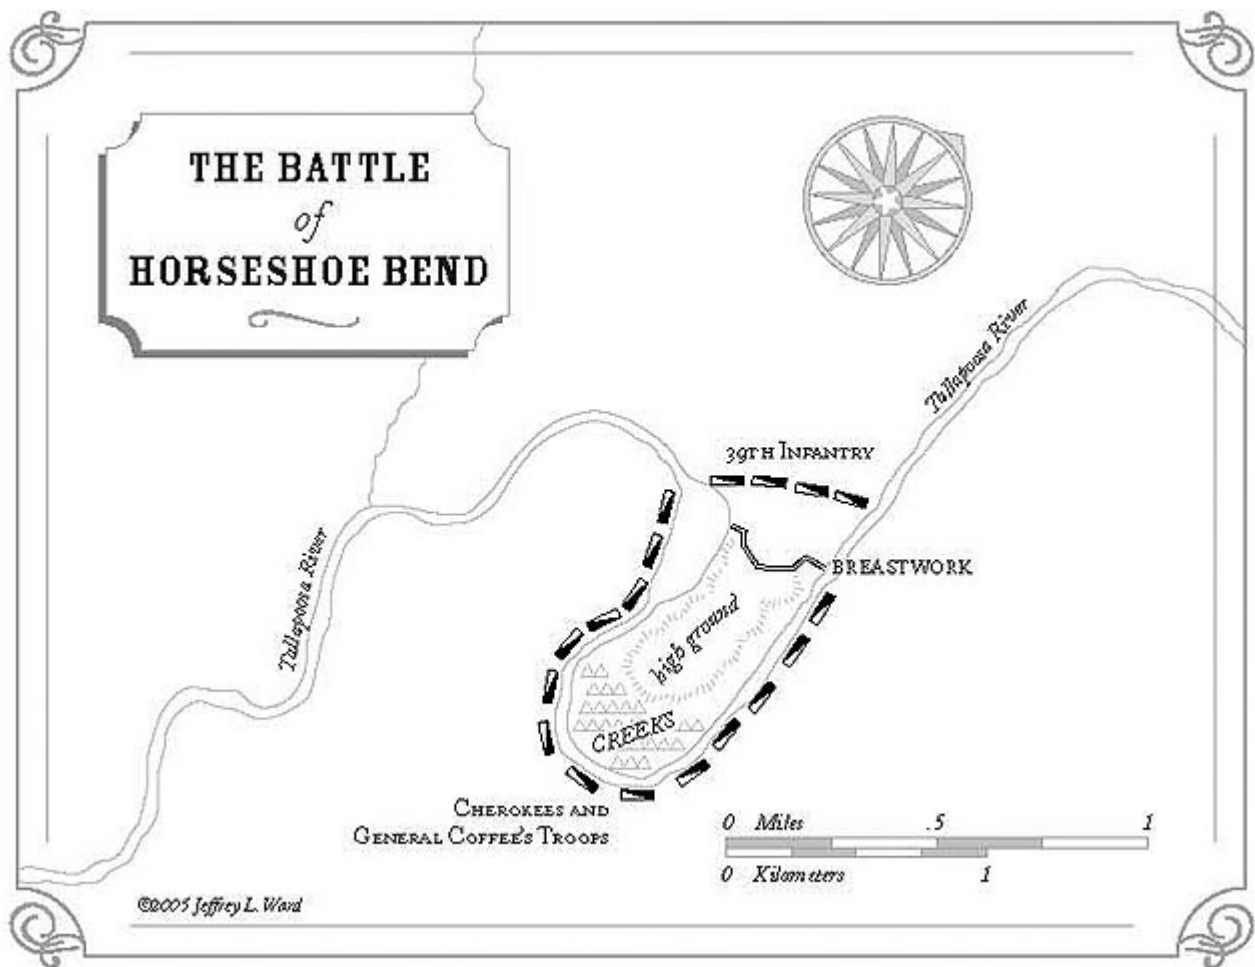 THE BATTLE
of
HORSESHOE BEND
Tallapoosa River
39TH INFANTRY
Tallapoosa River
BREASTWORK
high ground
CREEKS
CHEROKEES AND
GENERAL COFFEE'S TROOPS
0 Miles .5 1
0 Kilometers 1
©2005 Jeffrey L. Ward